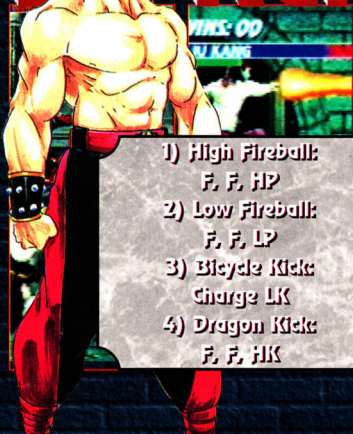 WINS: 00
IU KANG
1) High Fireball:
F, F, HP
2) Low Fireball:
F, F, LP
3) Bicycle Kick:
Charge LK
4) Dragon Kick:
F, F, HK